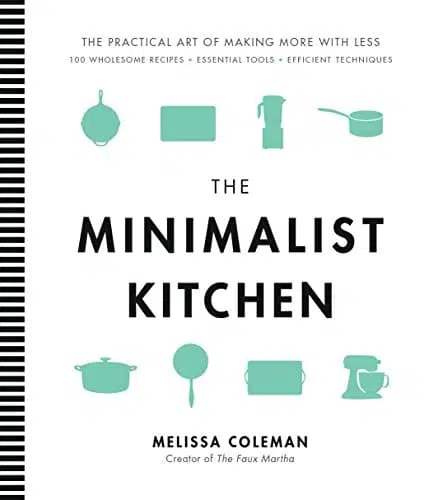 THE PRACTICAL ART OF MAKING MORE WITH LESS
100 WHOLESOME RECIPES + ESSENTIAL TOOLS + EFFICIENT TECHNIQUES
THE
MINIMALIST
KITCHEN
MELISSA COLEMAN
Creator of The Faux Martha